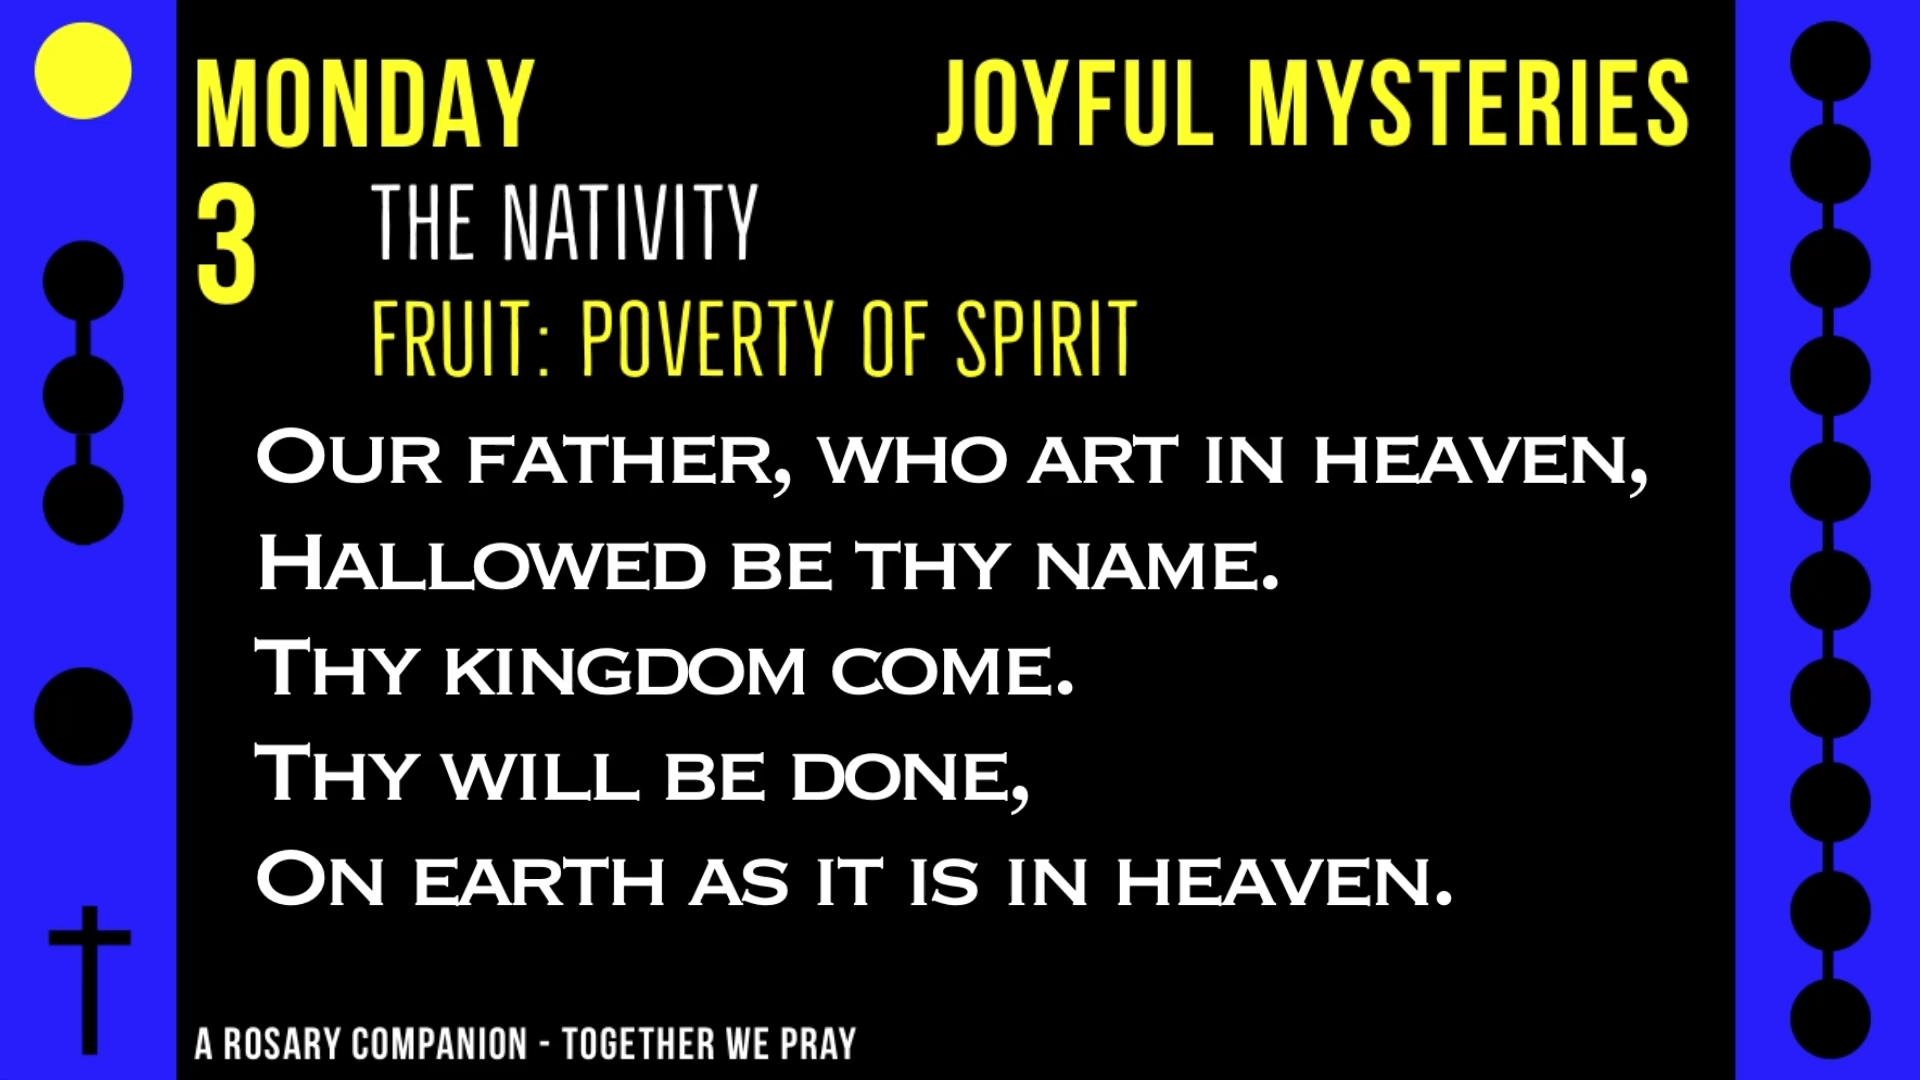 MONDAY JOYFUL MYSTERIES
3 THE NATIVITY
FRUIT: POVERTY OF SPIRIT
OUR FATHER, WHO ART IN HEAVEN,
HALLOWED BE THY NAME.
THY KINGDOM COME.
THY WILL BE DONE,
ON EARTH AS IT IS IN HEAVEN.
A ROSARY COMPANION - TOGETHER WE PRAY